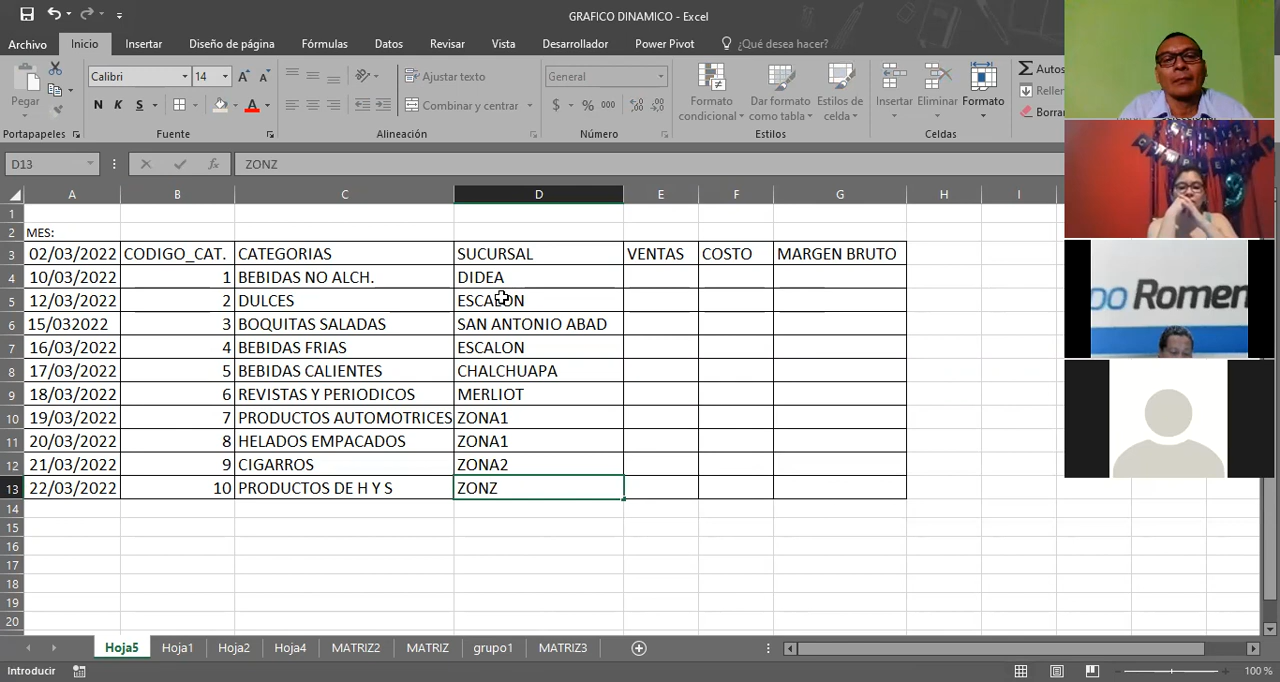 GRAFICO DINAMICO - Excel
Archivo Inicio Insertar Diseño de página Fórmulas Datos Revisar Vista Desarrollador Power Pivot ¿Qué desea hacer?
Pegar
Calibri 14
N K S
Ajustar texto
Combinar y centrar
General
$ % 000
Formato condicional
Dar formato como tabla
Estilos de celda
Insertar Eliminar Formato
Autos
Reller
Borra
Portapapeles Fuente Alineación Número Estilos Celdas
D13 fx ZONZ
A B C D E F G H I
1
2 MES:
3 02/03/2022 CODIGO_CAT. CATEGORIAS SUCURSAL VENTAS COSTO MARGEN BRUTO
4 10/03/2022 1 BEBIDAS NO ALCH. DIDEA
5 12/03/2022 2 DULCES ESCALON
6 15/032022 3 BOQUITAS SALADAS SAN ANTONIO ABAD
7 16/03/2022 4 BEBIDAS FRIAS ESCALON
8 17/03/2022 5 BEBIDAS CALIENTES CHALCHUAPA
9 18/03/2022 6 REVISTAS Y PERIODICOS MERLIOT
10 19/03/2022 7 PRODUCTOS AUTOMOTRICES ZONA1
11 20/03/2022 8 HELADOS EMPACADOS ZONA1
12 21/03/2022 9 CIGARROS ZONA2
13 22/03/2022 10 PRODUCTOS DE H Y S ZONZ
14
15
16
17
18
19
20
Hoja5 Hoja1 Hoja2 Hoja4 MATRIZ2 MATRIZ grupo1 MATRIZ3
Introducir 100 %
po Romen